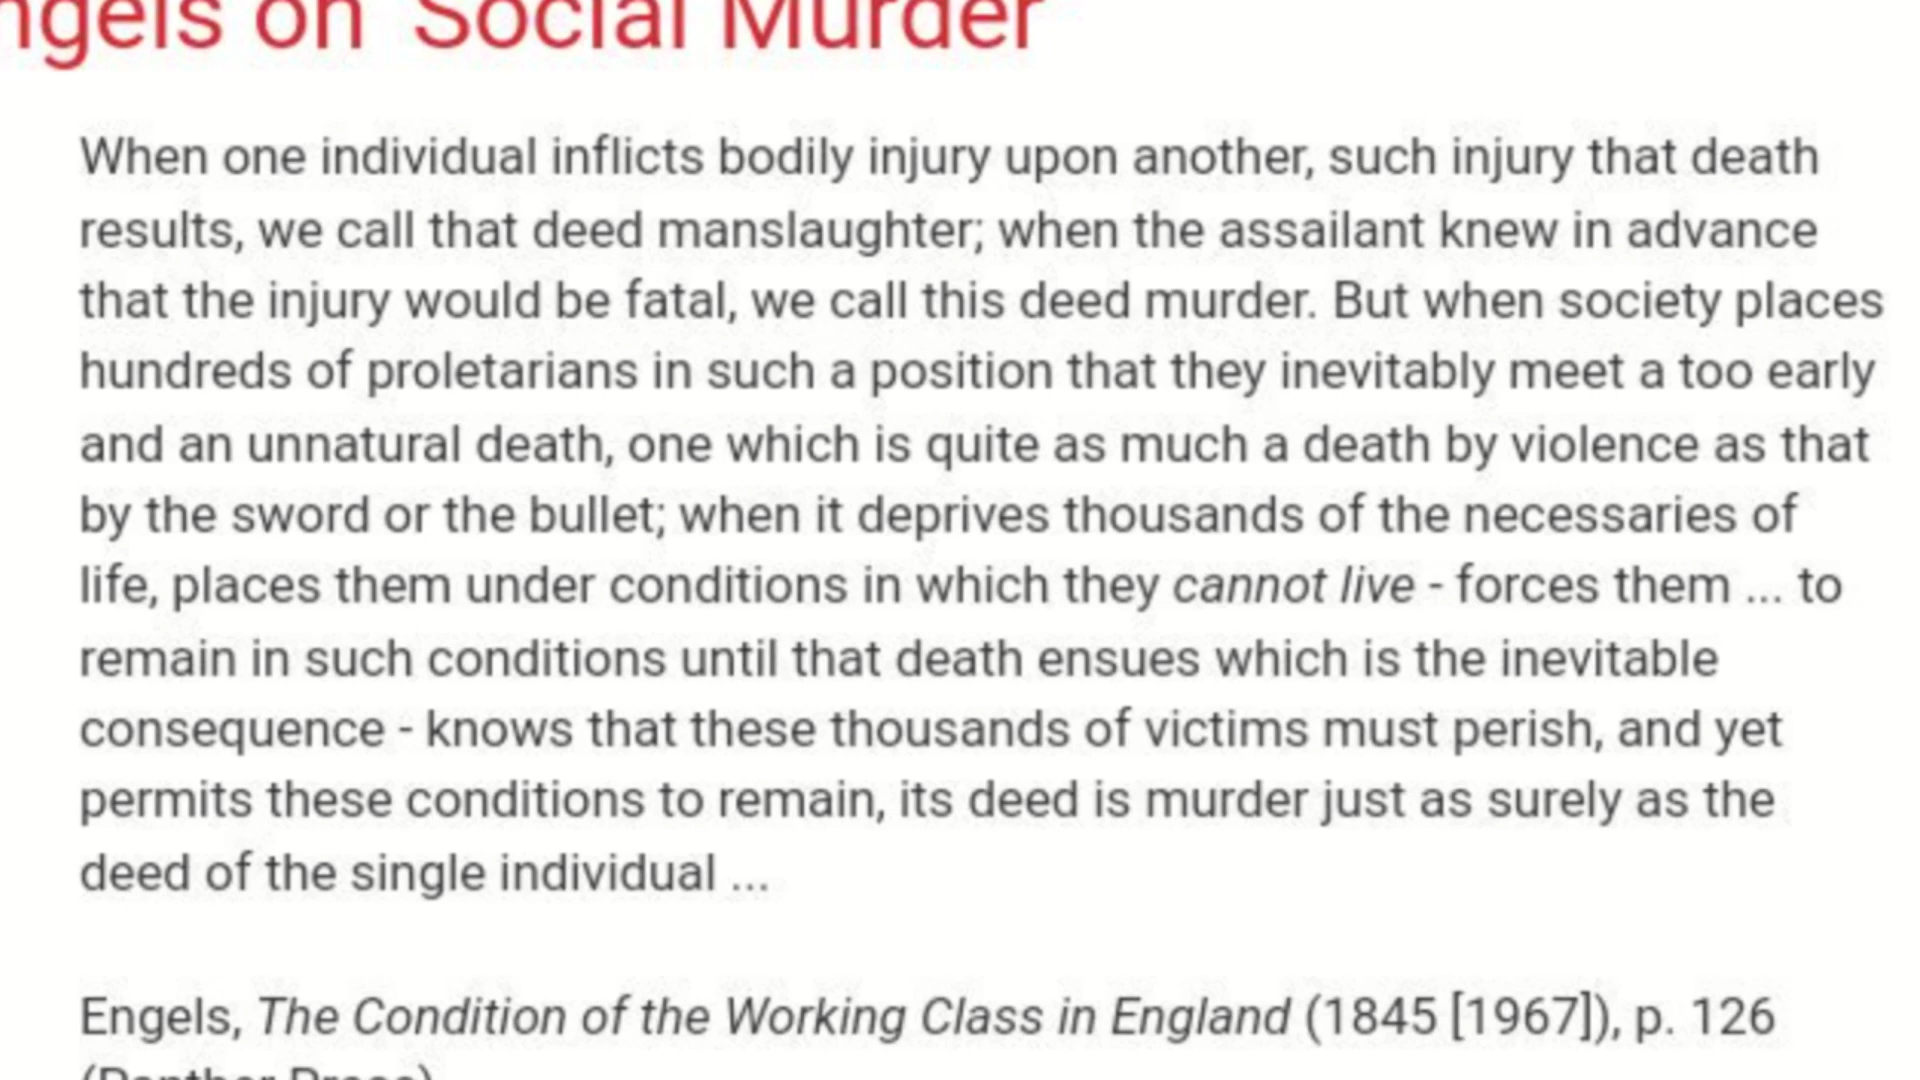 ngels on 'Social Murder'
When one individual inflicts bodily injury upon another, such injury that death
results, we call that deed manslaughter; when the assailant knew in advance
that the injury would be fatal, we call this deed murder. But when society places
hundreds of proletarians in such a position that they inevitably meet a too early
and an unnatural death, one which is quite as much a death by violence as that
by the sword or the bullet; when it deprives thousands of the necessaries of
life, places them under conditions in which they cannot live - forces them ... to
remain in such conditions until that death ensues which is the inevitable
consequence - knows that these thousands of victims must perish, and yet
permits these conditions to remain, its deed is murder just as surely as the
deed of the single individual ...
Engels, The Condition of the Working Class in England (1845 [1967]), p. 126
(Panther Press)